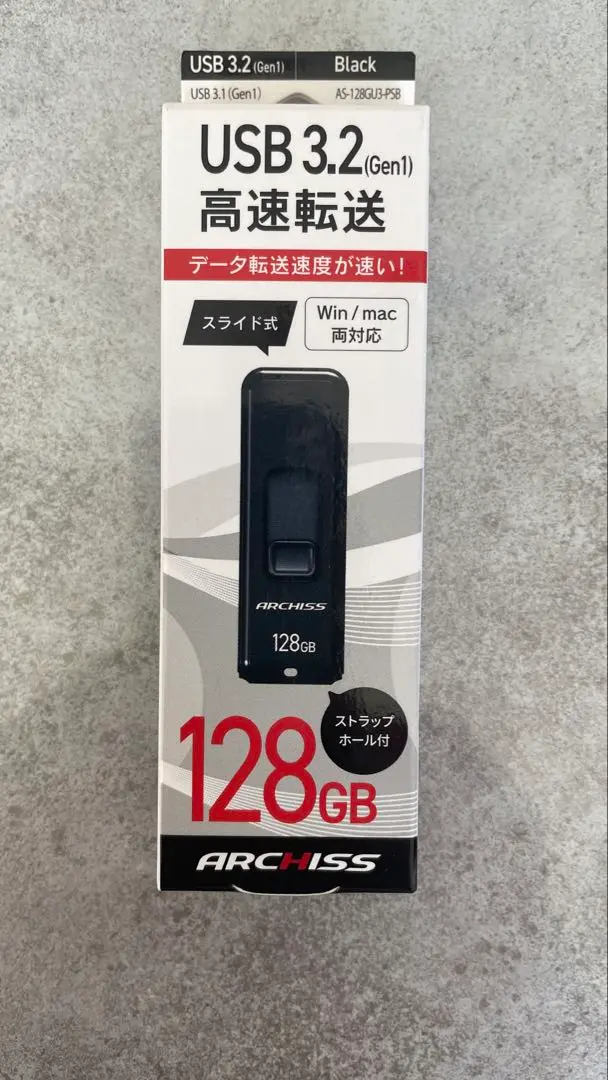 USB 3.2 (Gen1) Black
USB 3.1 (Gen1) AS-128GU3-PSB
USB 3.2 (Gen1)
高速転送
データ転送速度が速い!
スライド式
Win / mac
両対応
ARCHISS
128GB
ストラップ
ホール付
128GB
ARCHISS